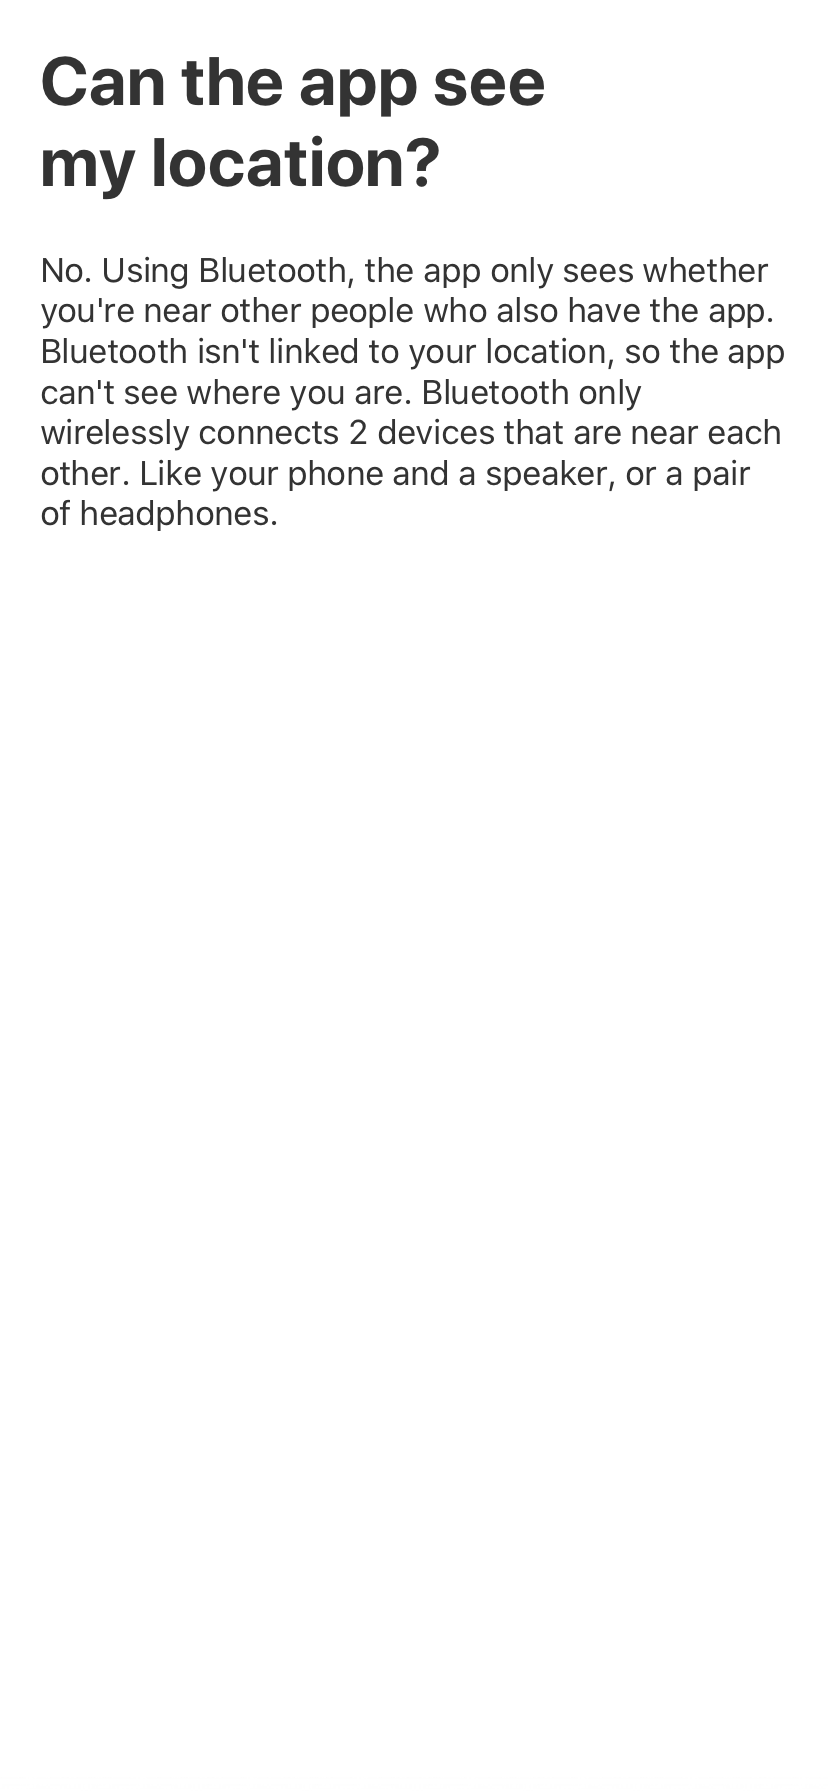 Can the app see
my location?
No. Using Bluetooth, the app only sees whether
you're near other people who also have the app.
Bluetooth isn't linked to your location, so the app
can't see where you are. Bluetooth only
wirelessly connects 2 devices that are near each
other. Like your phone and a speaker, or a pair
of headphones.